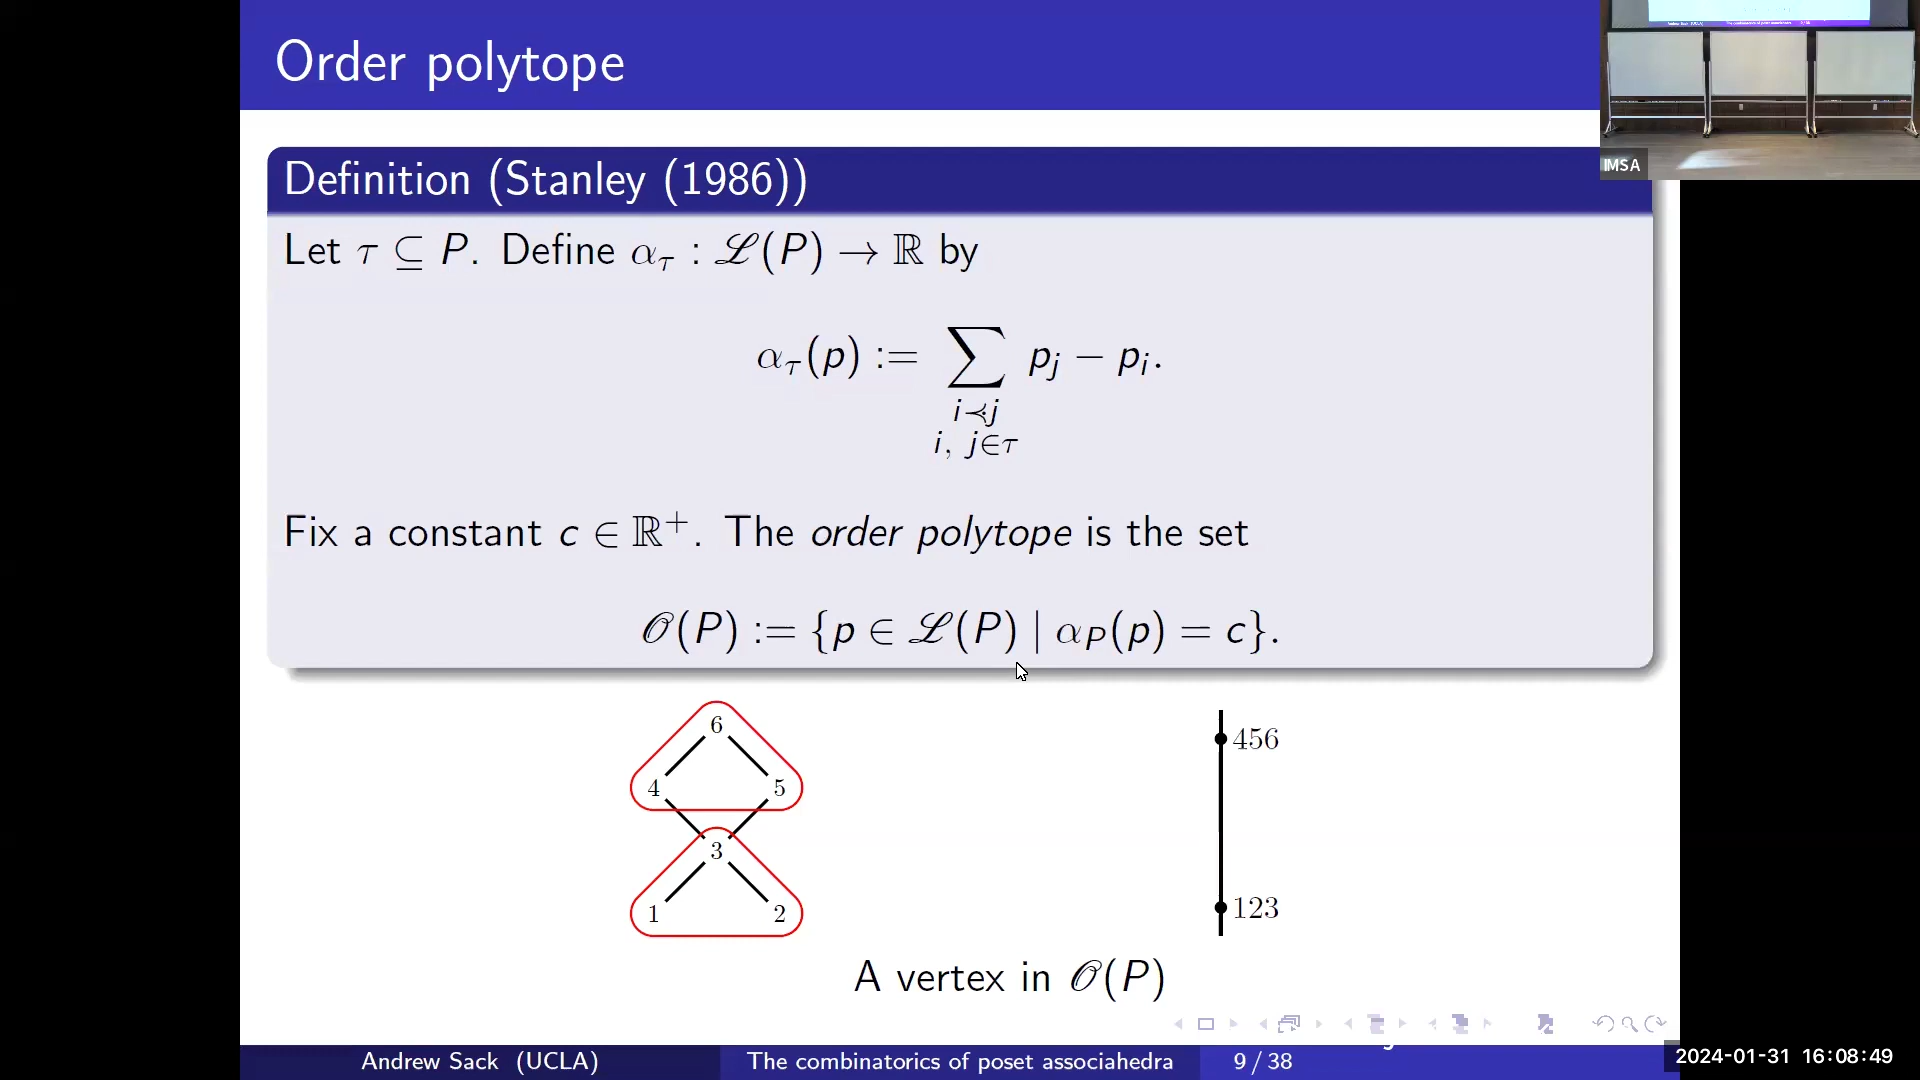 Order polytope
Definition (Stanley (1986))
Let τ ⊆ P. Define α_τ : ℒ(P) → ℝ by
α_τ(p) := ∑_{i⋖j i, j∈τ} p_j − p_i.
Fix a constant c ∈ ℝ⁺. The order polytope is the set
𝒪(P) := {p ∈ ℒ(P) | α_P(p) = c}.
6
4 5
3
1 2
456
123
A vertex in 𝒪(P)
Andrew Sack (UCLA) The combinatorics of poset associahedra 9 / 38
IMSA
2024-01-31 16:08:49